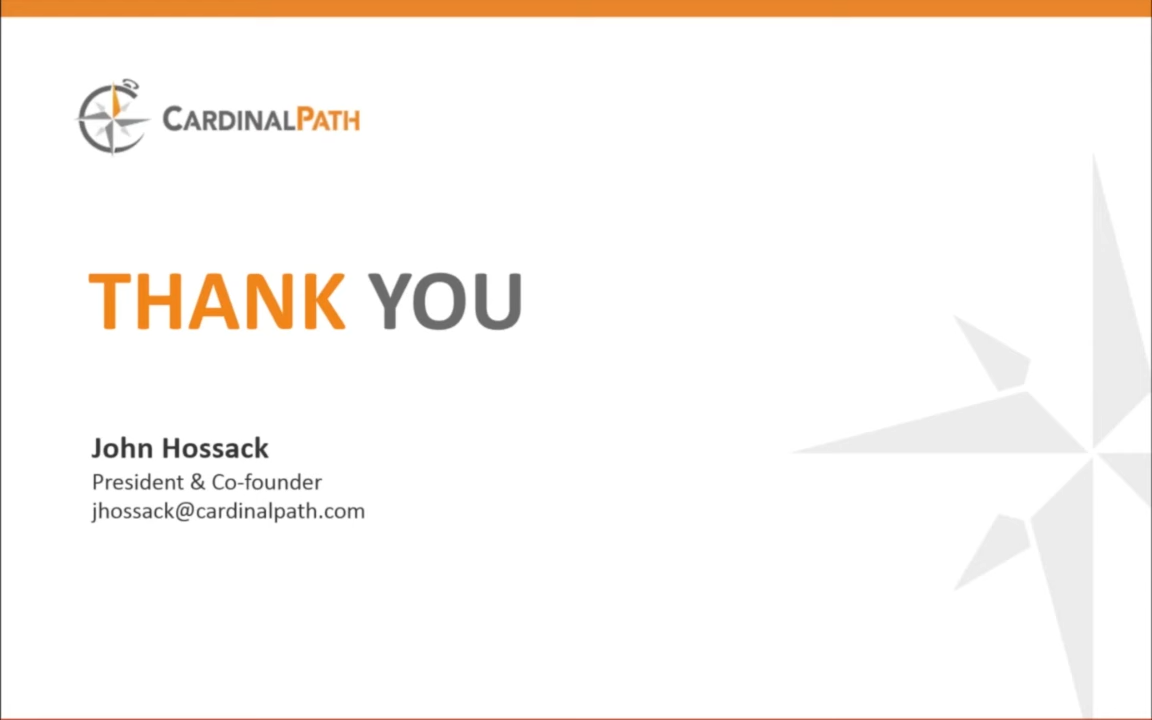 CARDINALPATH
THANK YOU
John Hossack
President & Co-founder
jhossack@cardinalpath.com